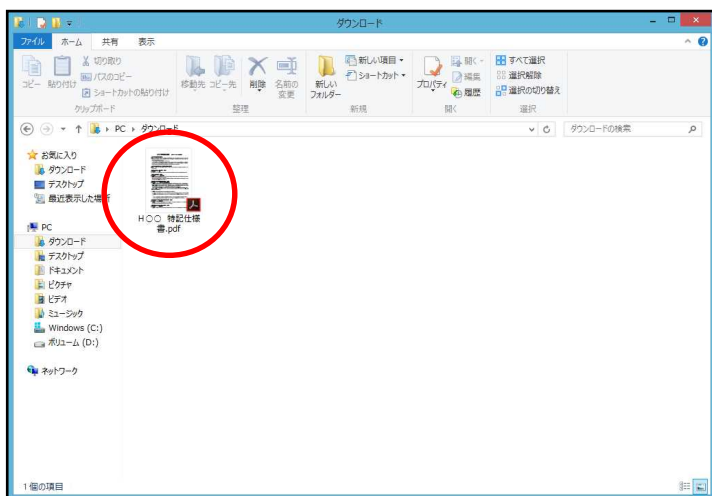 ダウンロード
ファイル ホーム 共有 表示
コピー 貼り付け 切り取り パスのコピー ショートカットの貼り付け
移動先 コピー先 削除 名前の変更
新しいフォルダー 新しい項目 ショートカット
プロパティ 開く 編集 履歴
すべて選択 選択解除 選択の切り替え
クリップボード 整理 新規 開く 選択
PC ダウンロード ダウンロードの検索
お気に入り
ダウンロード
デスクトップ
最近表示した場所
H○○ 特記仕様
書.pdf
PC
ダウンロード
デスクトップ
ドキュメント
ピクチャ
ビデオ
ミュージック
Windows (C:)
ボリューム (D:)
ネットワーク
1 個の項目